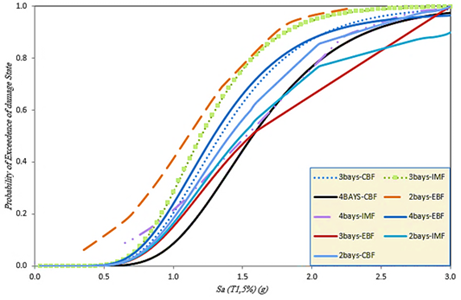 1.0
0.8
0.6
0.4
0.2
0.0
Probability of Exceedence of damage State
0.0 0.5 1.0 1.5 2.0 2.5 3.0
Sa (T1,5%) (g)
3bays-CBF 3bays-IMF
4BAYS-CBF 2bays-EBF
4bays-IMF 4bays-EBF
3bays-EBF 2bays-IMF
2bays-CBF